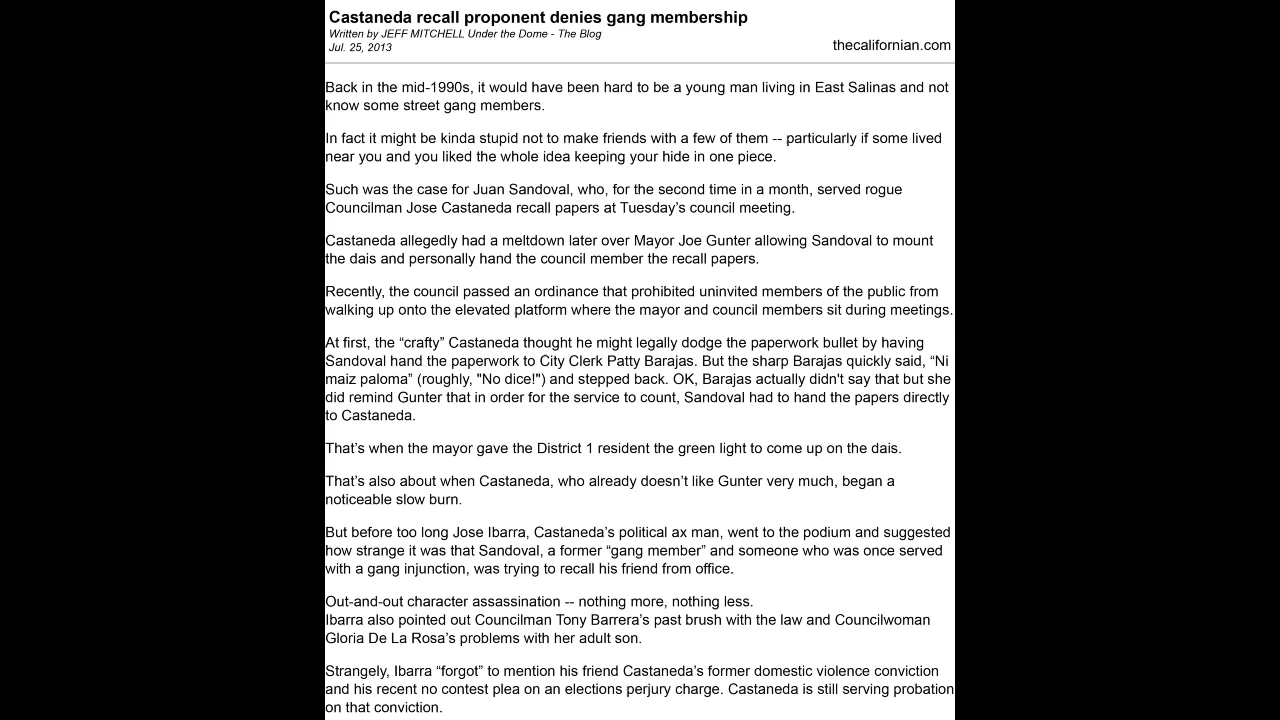 Castaneda recall proponent denies gang membership
Written by JEFF MITCHELL Under the Dome - The Blog
Jul. 25, 2013
thecalifornian.com
Back in the mid-1990s, it would have been hard to be a young man living in East Salinas and not
know some street gang members.
In fact it might be kinda stupid not to make friends with a few of them -- particularly if some lived
near you and you liked the whole idea keeping your hide in one piece.
Such was the case for Juan Sandoval, who, for the second time in a month, served rogue
Councilman Jose Castaneda recall papers at Tuesday’s council meeting.
Castaneda allegedly had a meltdown later over Mayor Joe Gunter allowing Sandoval to mount
the dais and personally hand the council member the recall papers.
Recently, the council passed an ordinance that prohibited uninvited members of the public from
walking up onto the elevated platform where the mayor and council members sit during meetings.
At first, the “crafty” Castaneda thought he might legally dodge the paperwork bullet by having
Sandoval hand the paperwork to City Clerk Patty Barajas. But the sharp Barajas quickly said, “Ni
maiz paloma” (roughly, "No dice!") and stepped back. OK, Barajas actually didn't say that but she
did remind Gunter that in order for the service to count, Sandoval had to hand the papers directly
to Castaneda.
That’s when the mayor gave the District 1 resident the green light to come up on the dais.
That’s also about when Castaneda, who already doesn’t like Gunter very much, began a
noticeable slow burn.
But before too long Jose Ibarra, Castaneda’s political ax man, went to the podium and suggested
how strange it was that Sandoval, a former “gang member” and someone who was once served
with a gang injunction, was trying to recall his friend from office.
Out-and-out character assassination -- nothing more, nothing less.
Ibarra also pointed out Councilman Tony Barrera’s past brush with the law and Councilwoman
Gloria De La Rosa’s problems with her adult son.
Strangely, Ibarra “forgot” to mention his friend Castaneda’s former domestic violence conviction
and his recent no contest plea on an elections perjury charge. Castaneda is still serving probation
on that conviction.